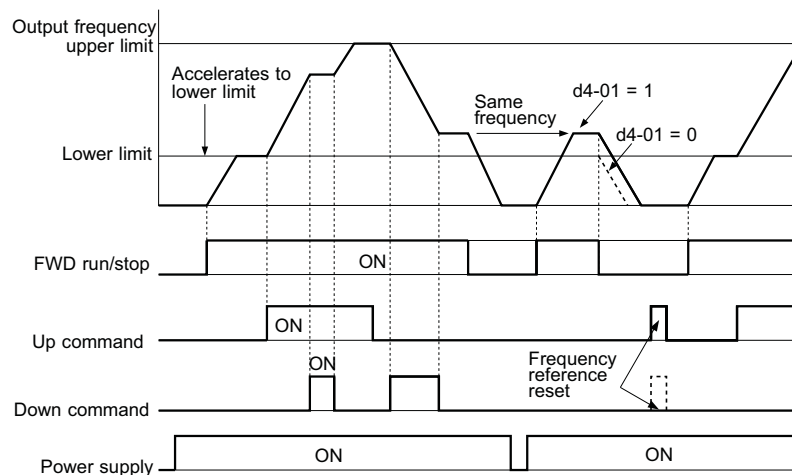 Output frequency
upper limit
Accelerates to
lower limit
Same
frequency
d4-01 = 1
d4-01 = 0
Lower limit
FWD run/stop
ON
Up command
ON
ON
Frequency
reference
reset
Down command
Power supply
ON
ON